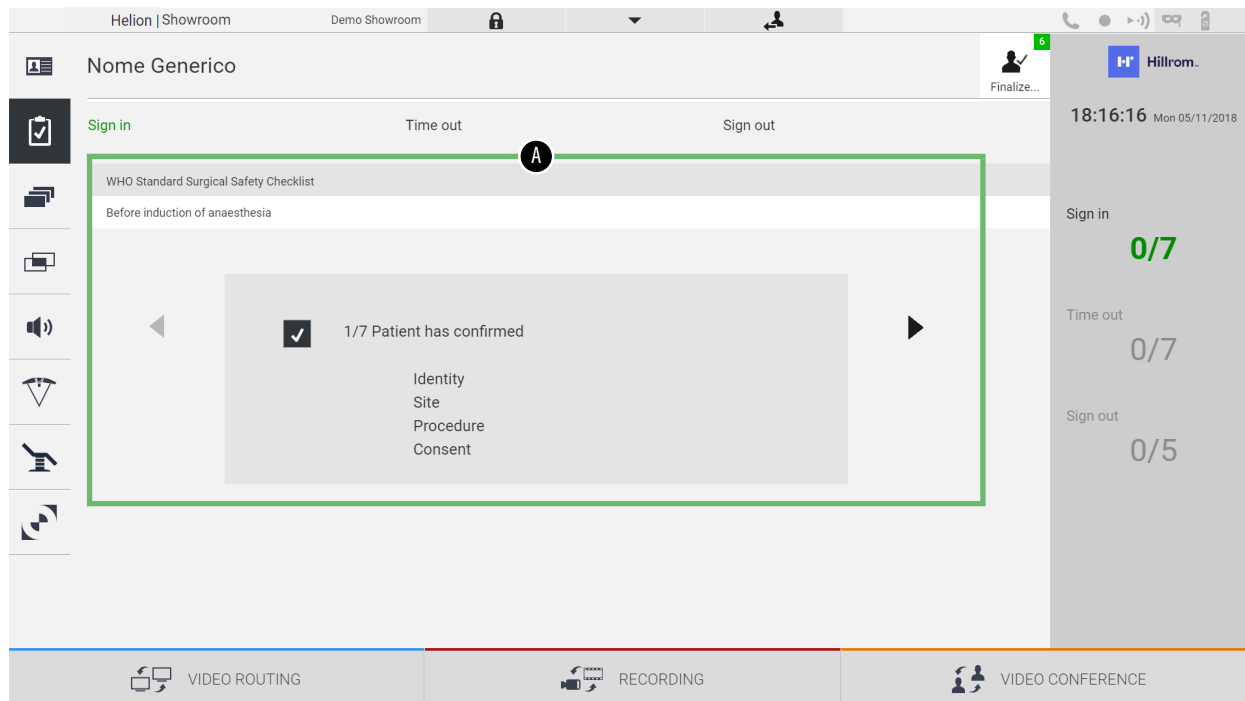 Helion | Showroom
Demo Showroom
Nome Generico
6
Finalize...
Hillrom™
18:16:16 Mon 05/11/2018
Sign in
Time out
Sign out
A
WHO Standard Surgical Safety Checklist
Before induction of anaesthesia
1/7 Patient has confirmed
Identity
Site
Procedure
Consent
Sign in
0/7
Time out
0/7
Sign out
0/5
VIDEO ROUTING
RECORDING
VIDEO CONFERENCE